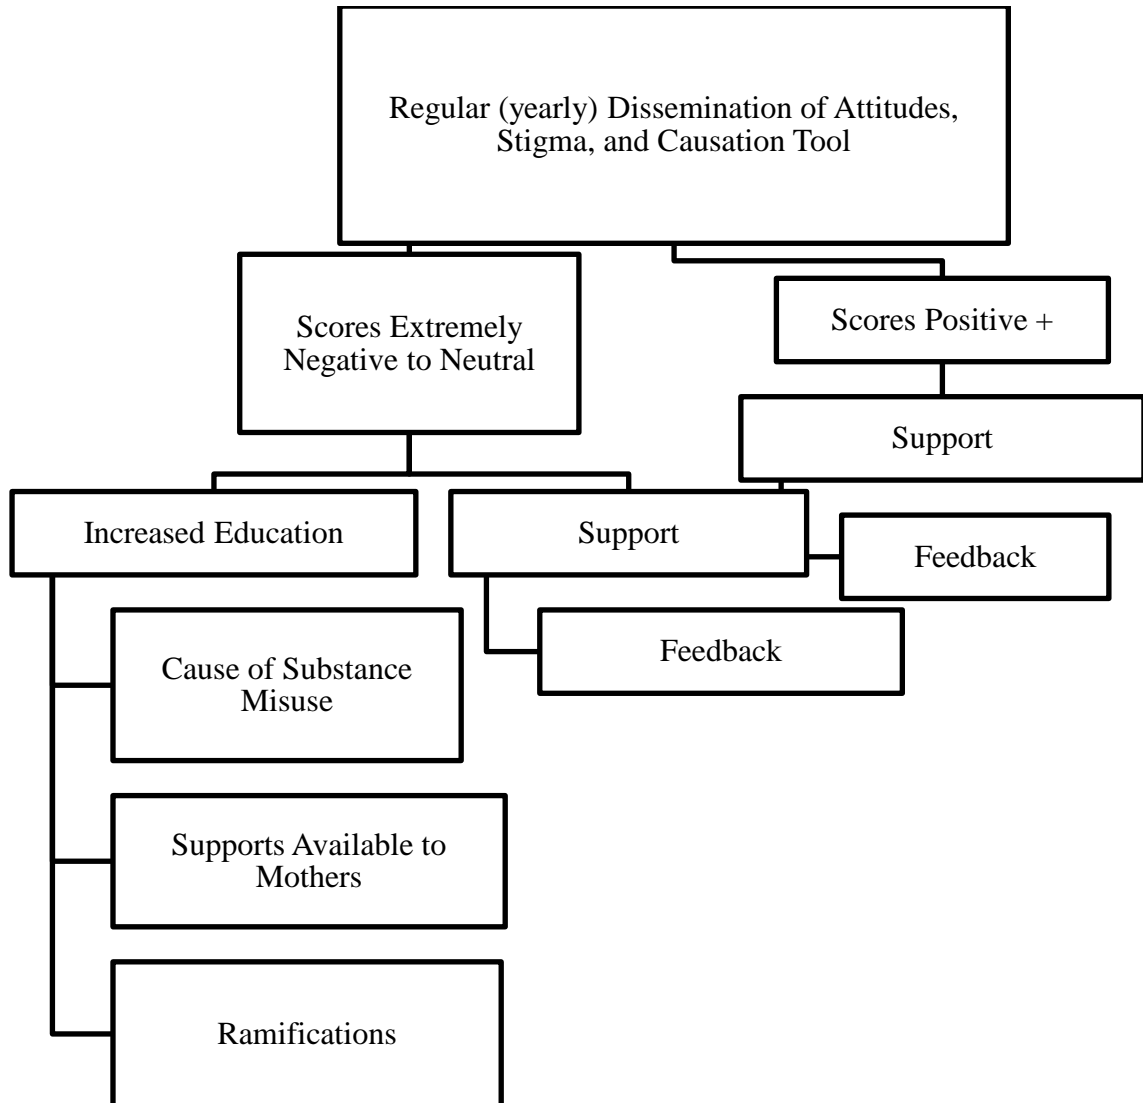 Regular (yearly) Dissemination of Attitudes,
Stigma, and Causation Tool
Scores Extremely
Negative to Neutral
Scores Positive +
Support
Increased Education
Support
Feedback
Feedback
Cause of Substance
Misuse
Supports Available to
Mothers
Ramifications